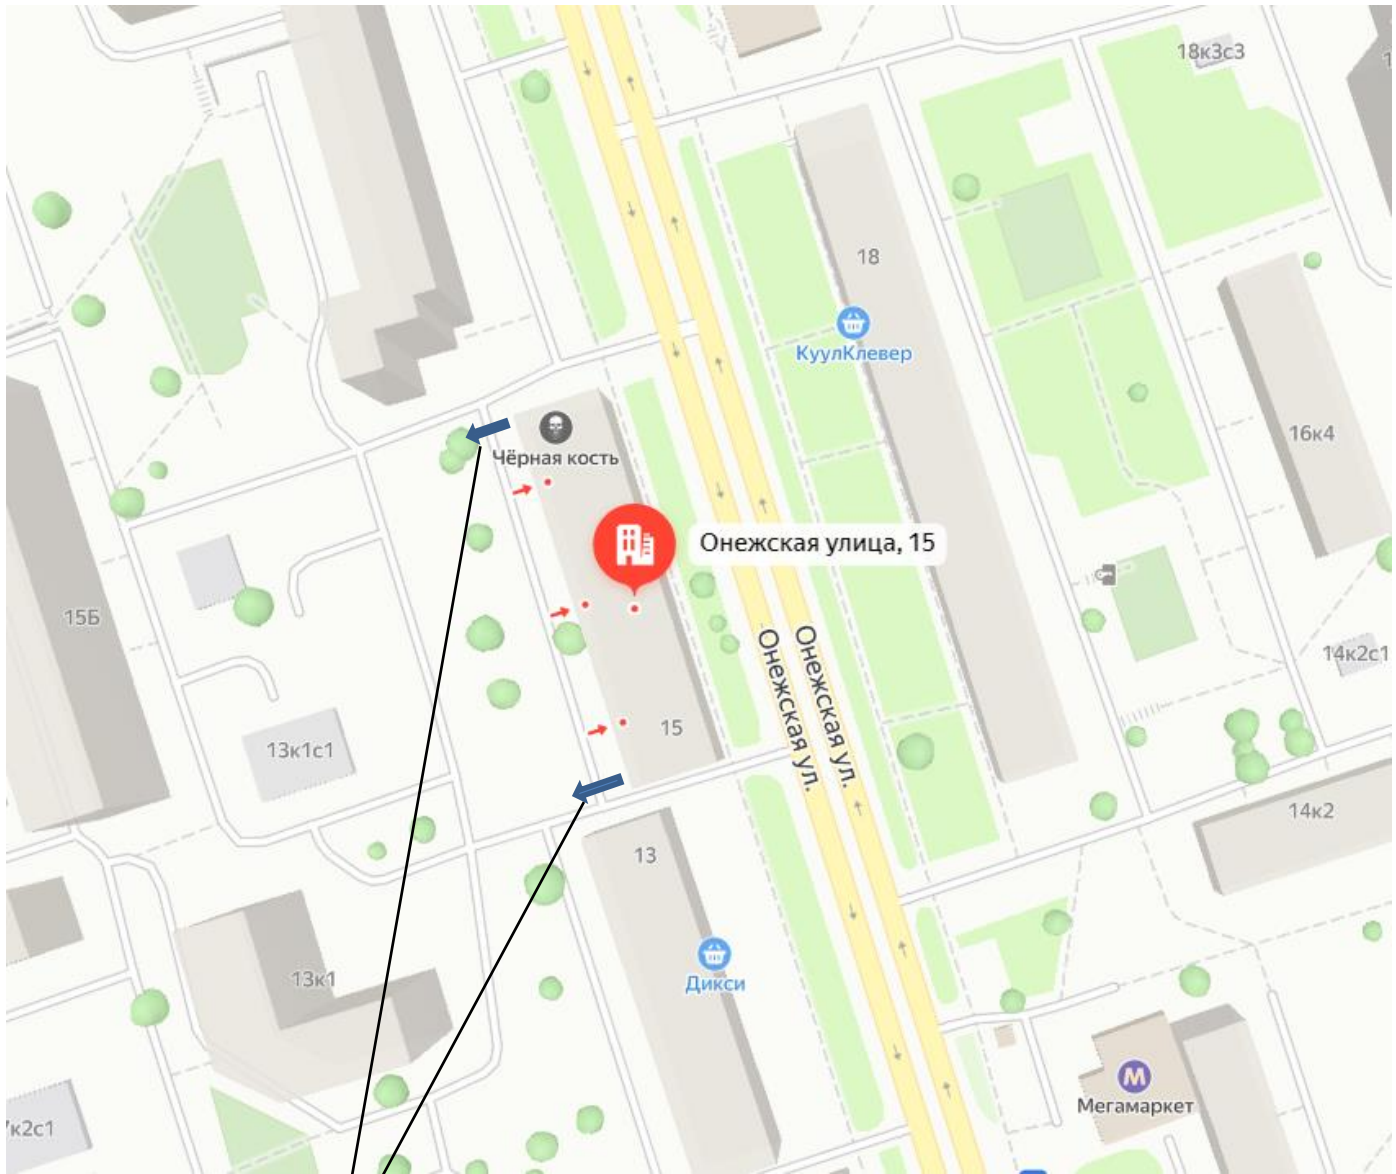 18к3с3
18
КуулКлевер
16к4
Чёрная кость
Онежская улица, 15
15Б
Онежская ул.
Онежская ул.
14к2с1
15
13к1с1
14к2
13
13к1
Дикси
Мегамаркет
к2с1